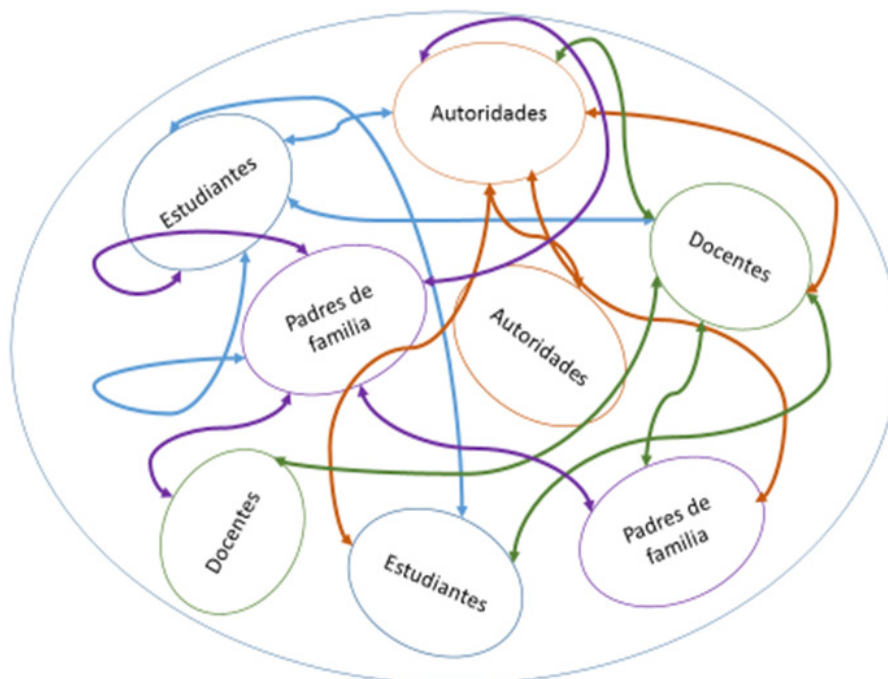 Autoridades
Estudiantes
Docentes
Padres de
familia
Autoridades
Docentes
Estudiantes
Padres de
familia